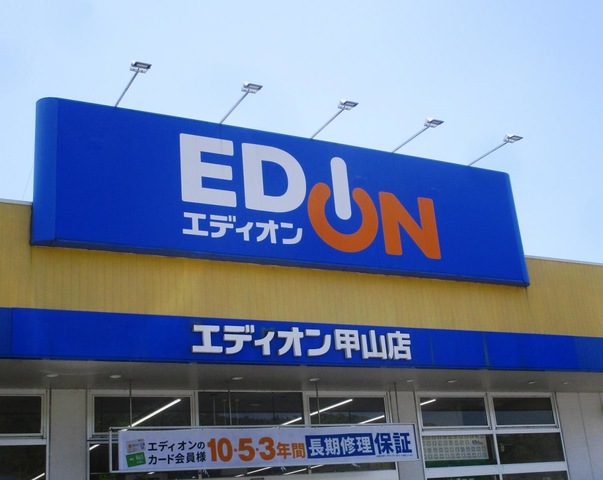 EDION
エディオン
エディオン甲山店
エディオンの
カード会員様
10・5・3年間 長期修理保証